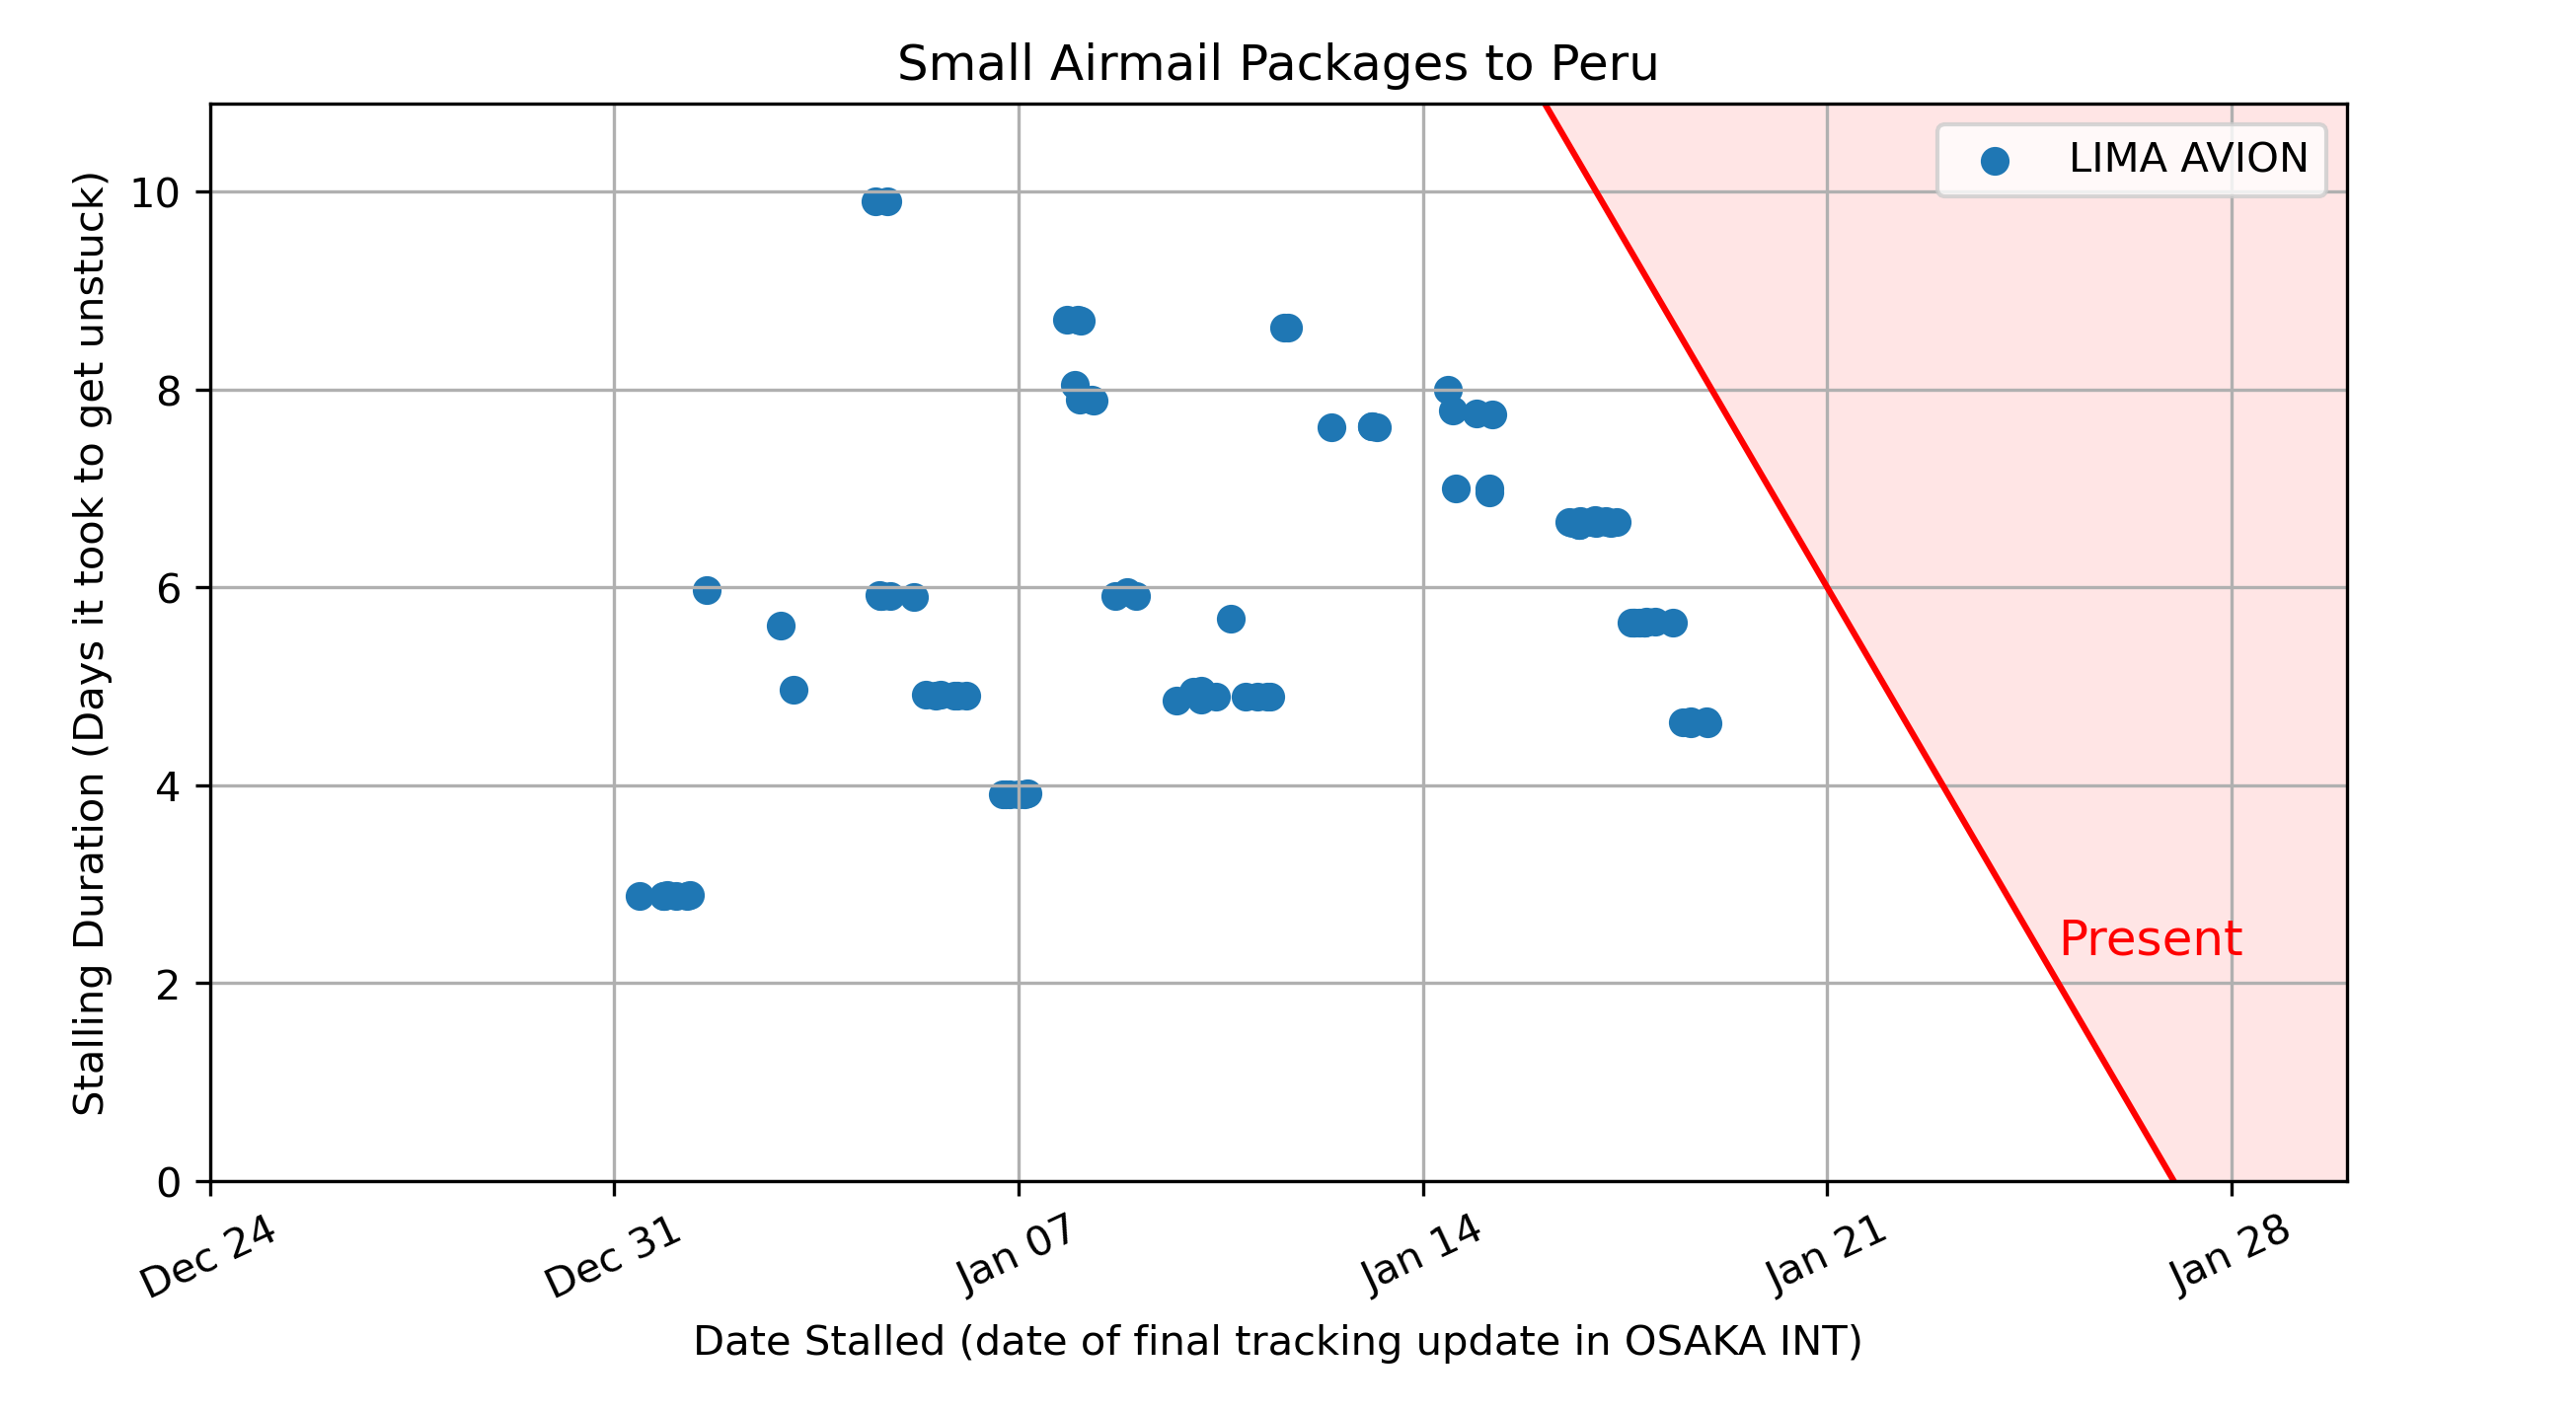 Small Airmail Packages to Peru
LIMA AVION
Stalling Duration (Days it took to get unstuck)
10
8
6
4
2
0
Present
Dec 24
Dec 31
Jan 07
Jan 14
Jan 21
Jan 28
Date Stalled (date of final tracking update in OSAKA INT)